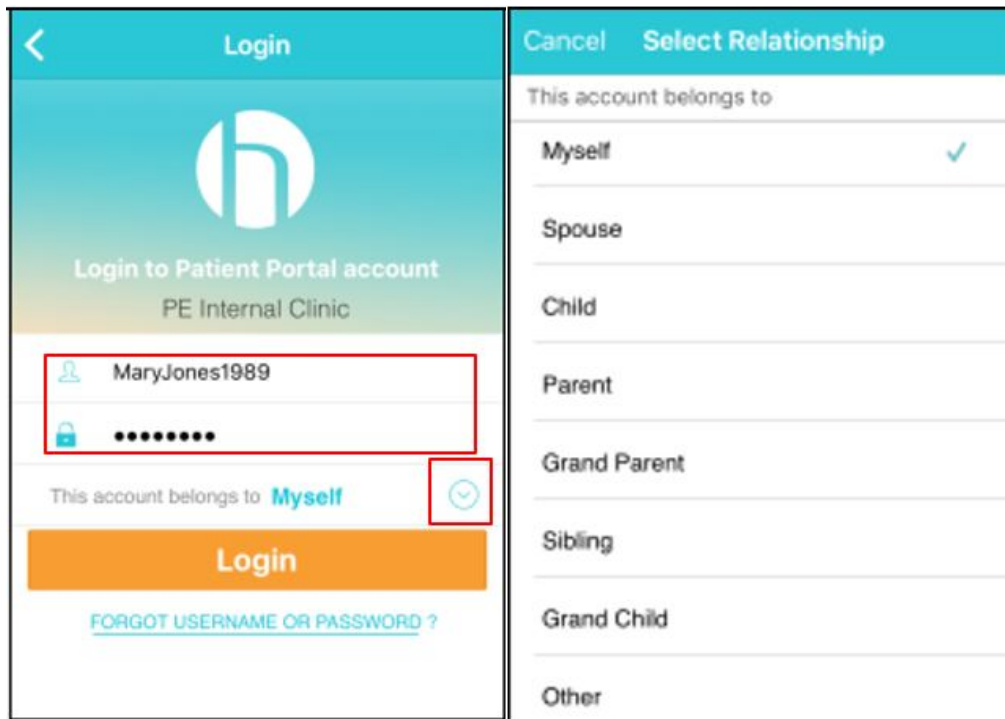 Login
Login to Patient Portal account
PE Internal Clinic
MaryJones1989
••••••••
This account belongs to Myself
Login
FORGOT USERNAME OR PASSWORD ?
Cancel Select Relationship
This account belongs to
Myself
Spouse
Child
Parent
Grand Parent
Sibling
Grand Child
Other